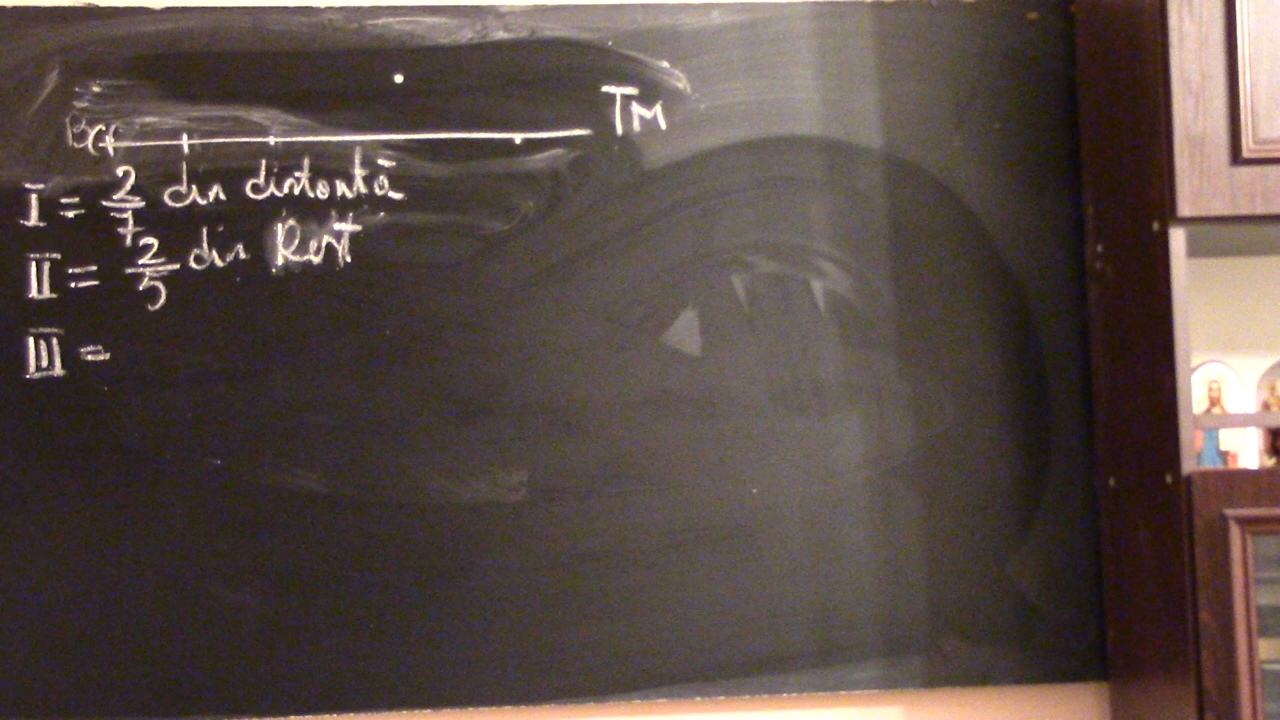 TM
I = 2/7 din distanță
II = 2/5 din Rest
III =